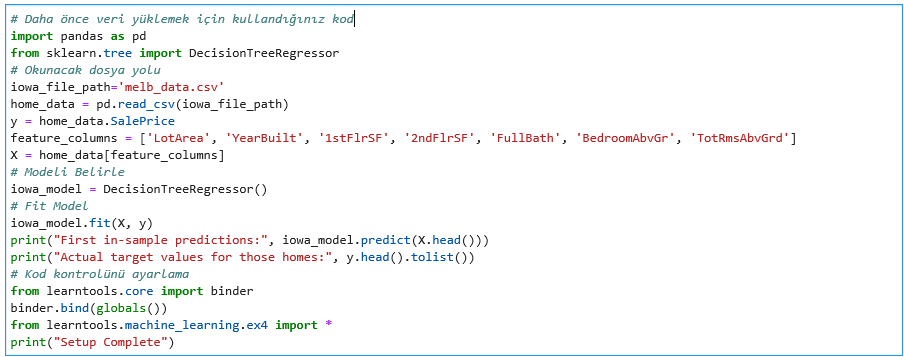 # Daha önce veri yüklemek için kullandığınız kod
import pandas as pd
from sklearn.tree import DecisionTreeRegressor
# Okunacak dosya yolu
iowa_file_path='melb_data.csv'
home_data = pd.read_csv(iowa_file_path)
y = home_data.SalePrice
feature_columns = ['LotArea', 'YearBuilt', '1stFlrSF', '2ndFlrSF', 'FullBath', 'BedroomAbvGr', 'TotRmsAbvGrd']
X = home_data[feature_columns]
# Modeli Belirle
iowa_model = DecisionTreeRegressor()
# Fit Model
iowa_model.fit(X, y)
print("First in-sample predictions:", iowa_model.predict(X.head()))
print("Actual target values for those homes:", y.head().tolist())
# Kod kontrolünü ayarlama
from learntools.core import binder
binder.bind(globals())
from learntools.machine_learning.ex4 import *
print("Setup Complete")